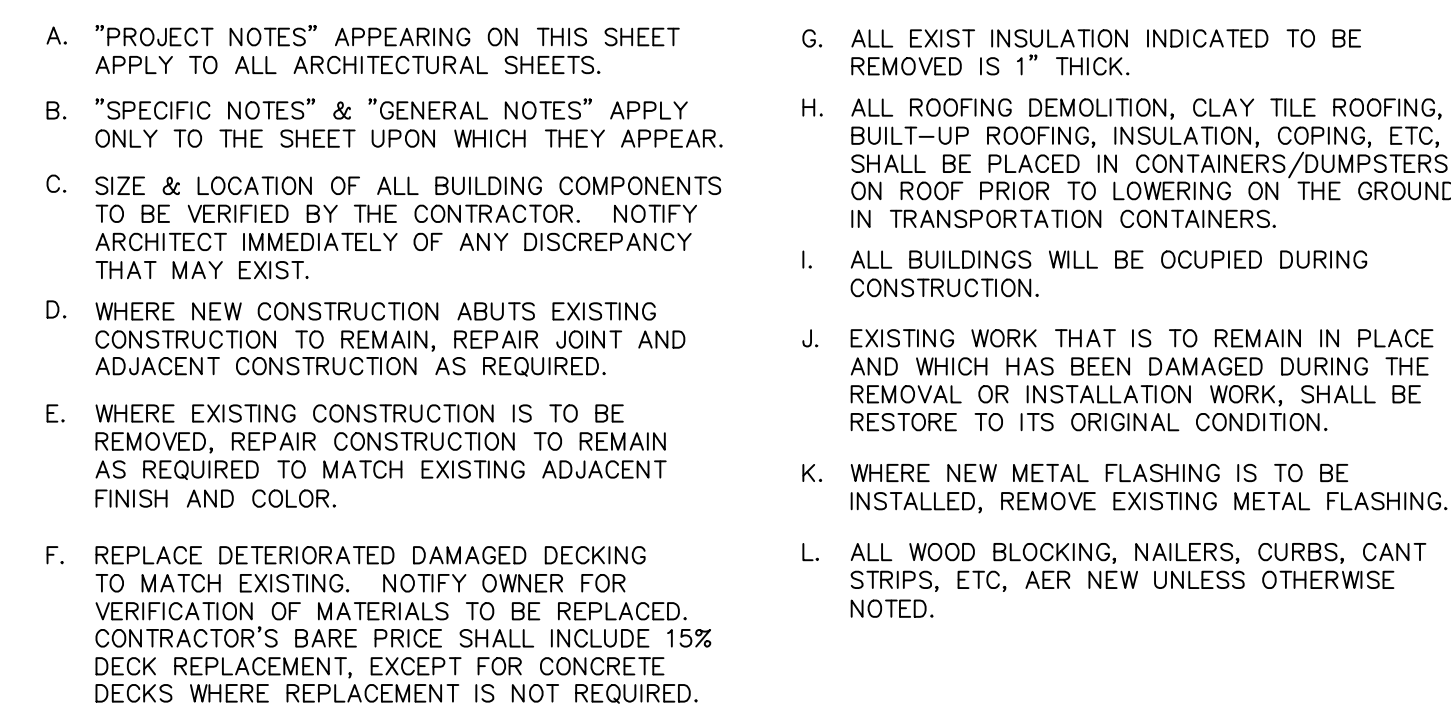 A. "PROJECT NOTES" APPEARING ON THIS SHEET
APPLY TO ALL ARCHITECTURAL SHEETS.
B. "SPECIFIC NOTES" & "GENERAL NOTES" APPLY
ONLY TO THE SHEET UPON WHICH THEY APPEAR.
C. SIZE & LOCATION OF ALL BUILDING COMPONENTS
TO BE VERIFIED BY THE CONTRACTOR. NOTIFY
ARCHITECT IMMEDIATELY OF ANY DISCREPANCY
THAT MAY EXIST.
D. WHERE NEW CONSTRUCTION ABUTS EXISTING
CONSTRUCTION TO REMAIN, REPAIR JOINT AND
ADJACENT CONSTRUCTION AS REQUIRED.
E. WHERE EXISTING CONSTRUCTION IS TO BE
REMOVED, REPAIR CONSTRUCTION TO REMAIN
AS REQUIRED TO MATCH EXISTING ADJACENT
FINISH AND COLOR.
F. REPLACE DETERIORATED DAMAGED DECKING
TO MATCH EXISTING. NOTIFY OWNER FOR
VERIFICATION OF MATERIALS TO BE REPLACED.
CONTRACTOR'S BARE PRICE SHALL INCLUDE 15%
DECK REPLACEMENT, EXCEPT FOR CONCRETE
DECKS WHERE REPLACEMENT IS NOT REQUIRED.
G. ALL EXIST INSULATION INDICATED TO BE
REMOVED IS 1" THICK.
H. ALL ROOFING DEMOLITION, CLAY TILE ROOFING,
BUILT-UP ROOFING, INSULATION, COPING, ETC,
SHALL BE PLACED IN CONTAINERS/DUMPSTERS
ON ROOF PRIOR TO LOWERING ON THE GROUND
IN TRANSPORTATION CONTAINERS.
I. ALL BUILDINGS WILL BE OCUPIED DURING
CONSTRUCTION.
J. EXISTING WORK THAT IS TO REMAIN IN PLACE
AND WHICH HAS BEEN DAMAGED DURING THE
REMOVAL OR INSTALLATION WORK, SHALL BE
RESTORE TO ITS ORIGINAL CONDITION.
K. WHERE NEW METAL FLASHING IS TO BE
INSTALLED, REMOVE EXISTING METAL FLASHING.
L. ALL WOOD BLOCKING, NAILERS, CURBS, CANT
STRIPS, ETC, AER NEW UNLESS OTHERWISE
NOTED.